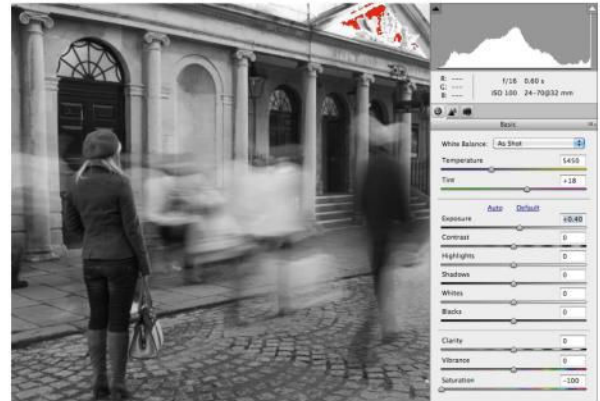 R: ---- f/16 0.60 s
G: ----
B: ---- ISO 100 24-70@32 mm
Basic
White Balance: As Shot
Temperature 5450
Tint +18
Auto Default
Exposure +0.40
Contrast 0
Highlights 0
Shadows 0
Whites 0
Blacks 0
Clarity 0
Vibrance 0
Saturation -100